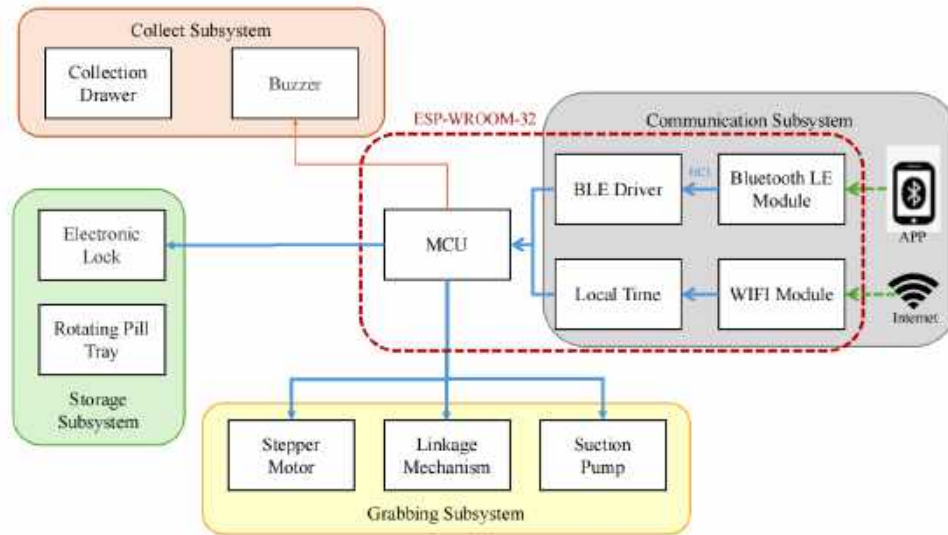 Collect Subsystem
Collection
Drawer
Buzzer
ESP-WROOM-32
Communication Subsystem
BLE Driver
HCI
Bluetooth LE
Module
APP
Electronic
Lock
MCU
Rotating Pill
Tray
Local Time
WIFI Module
Internet
Storage
Subsystem
Stepper
Motor
Linkage
Mechanism
Suction
Pump
Grabbing Subsystem